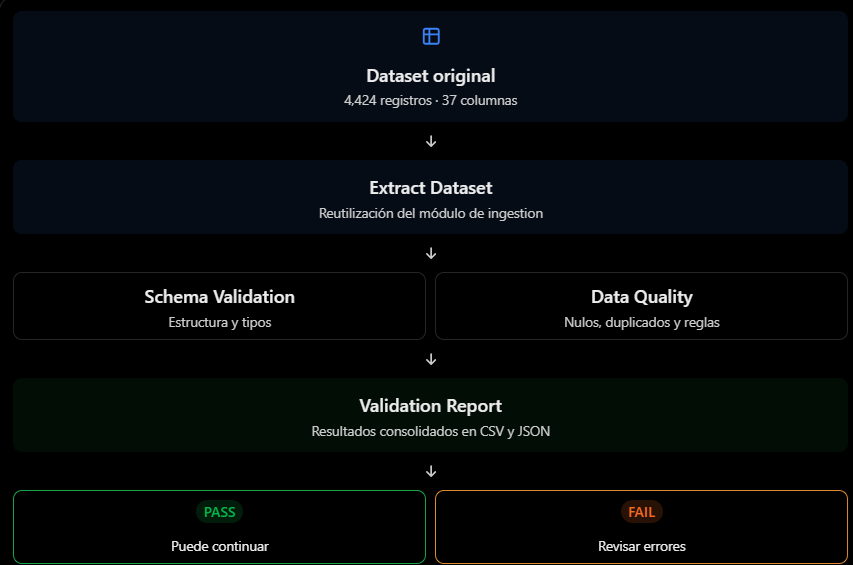 Dataset original
4,424 registros · 37 columnas
Extract Dataset
Reutilización del módulo de ingestion
Schema Validation
Estructura y tipos
Data Quality
Nulos, duplicados y reglas
Validation Report
Resultados consolidados en CSV y JSON
PASS
Puede continuar
FAIL
Revisar errores